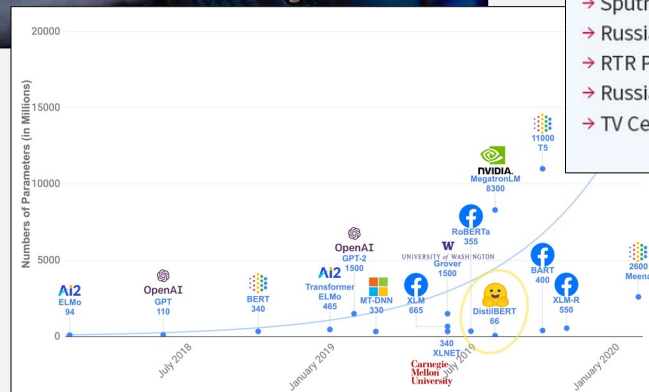 → Sputn
→ Russia
→ RTR P
→ Russia
→ TV Ce
Numbers of Parameters (in Millions)
20000
15000
10000
5000
0
Ai2
ELMo
94
OpenAI
GPT
110
BERT
340
Ai2
Transformer
ELMo
465
OpenAI
GPT-2
1500
MT-DNN
330
XLM
665
UNIVERSITY of WASHINGTON
Grover
1500
340
XLNET
Carnegie
Mellon
University
RoBERTa
355
NVIDIA.
MegatronLM
8300
DistilBERT
66
11000
T5
BART
400
XLM-R
550
2600
Meena
July 2018
January 2019
July 2019
January 2020